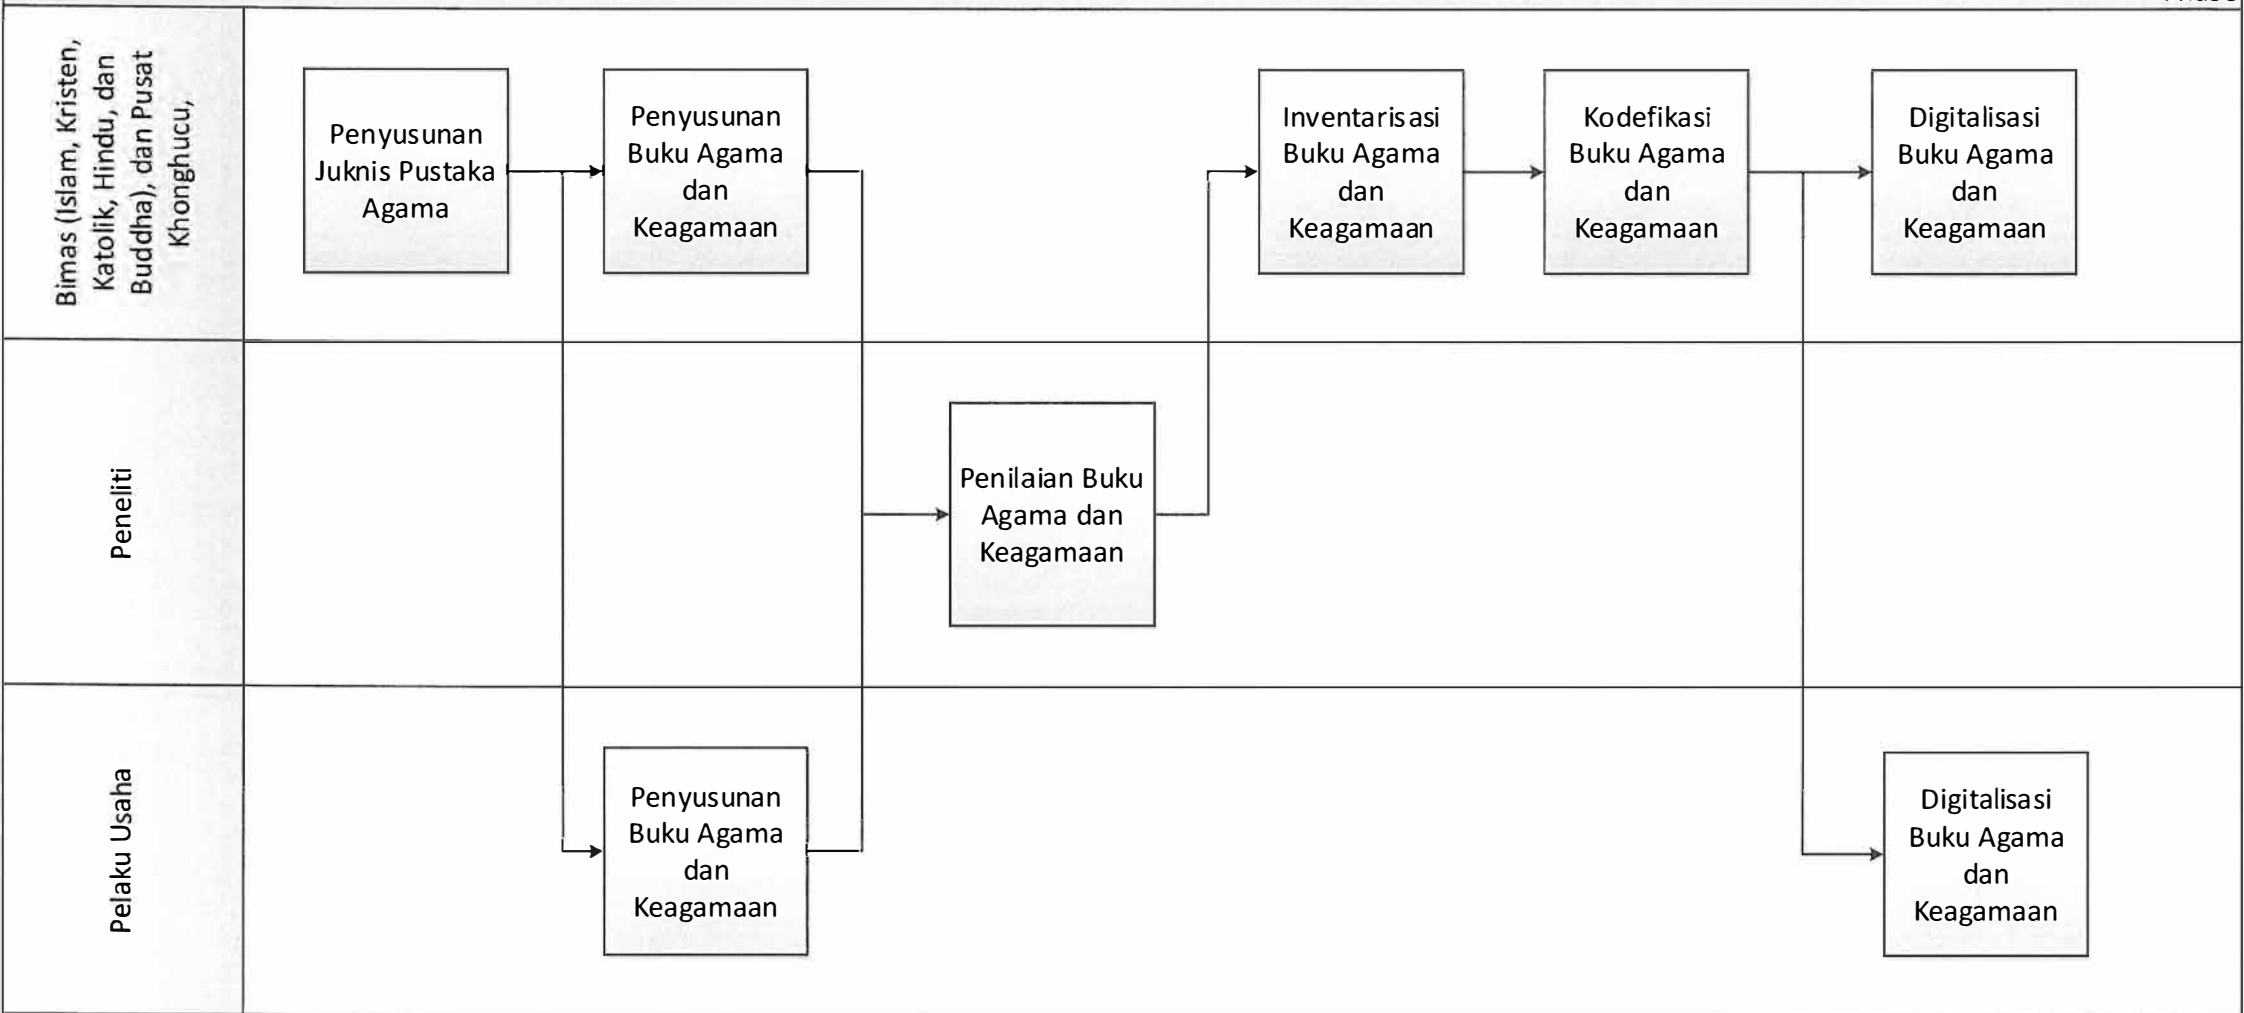 Bimas (Islam, Kristen,
Katolik, Hindu, dan
Buddha), dan Pusat
Khonghucu,
Penyusunan
Juknis Pustaka
Agama
Penyusunan
Buku Agama
dan
Keagamaan
Inventarisasi
Buku Agama
dan
Keagamaan
Kodefikasi
Buku Agama
dan
Keagamaan
Digitalisasi
Buku Agama
dan
Keagamaan
Peneliti
Penilaian Buku
Agama dan
Keagamaan
Pelaku Usaha
Penyusunan
Buku Agama
dan
Keagamaan
Digitalisasi
Buku Agama
dan
Keagamaan